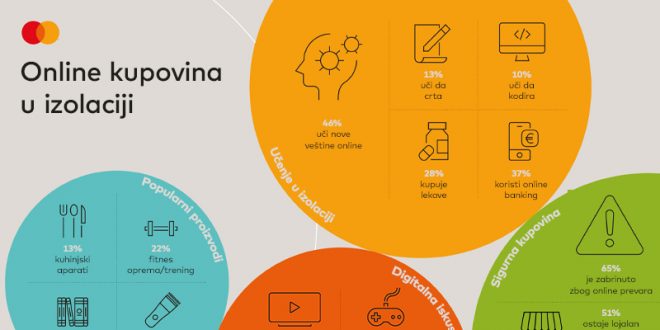 Online kupovina
u izolaciji
46%
uči nove
veštine online
13%
uči da
crta
10%
uči da
kodira
28%
kupuje
lekove
37%
koristi online
banking
Učenje u izolaciji
Popularni proizvodi
13%
kuhinjski
aparati
22%
fitnes
oprema/trening
Digitalna iskus
Sigurna kupovina
65%
je zabrinuto
zbog online prevara
51%
ostaje lojalan